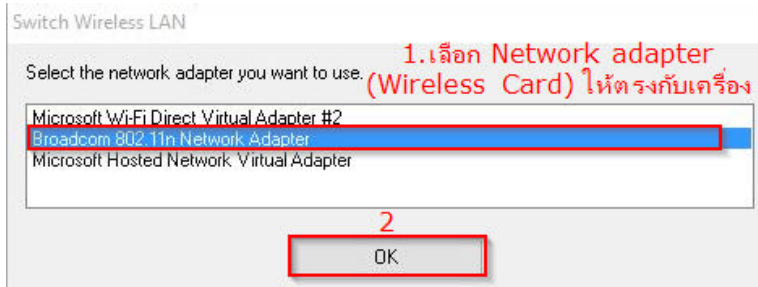 Switch Wireless LAN
1.เลือก Network adapter
Select the network adapter you want to use.
(Wireless Card) ให้ตรงกับเครื่อง
Microsoft Wi-Fi Direct Virtual Adapter #2
Broadcom 802.11n Network Adapter
Microsoft Hosted Network Virtual Adapter
2
OK